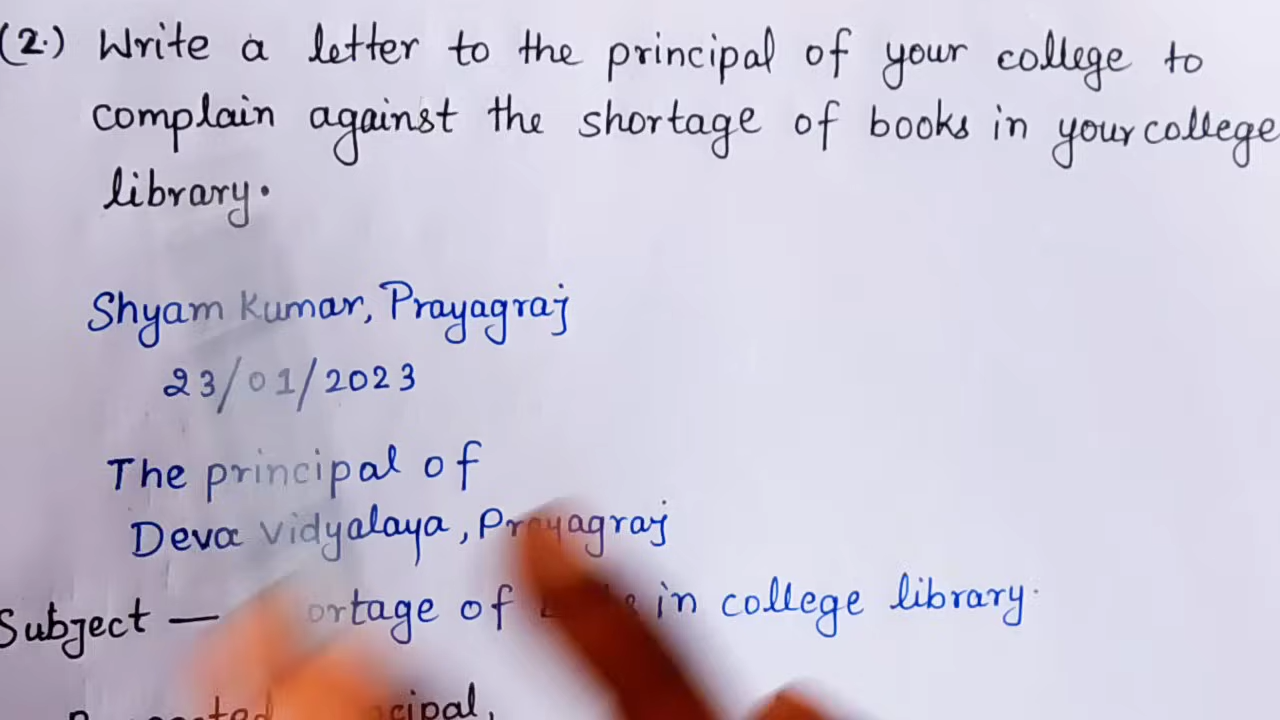 (2.) Write a letter to the principal of your college to
complain against the shortage of books in your college
library.
Shyam Kumar, Prayagraj
23/01/2023
The principal of
Deva Vidyalaya, Prayagraj
Subject — of in college library.